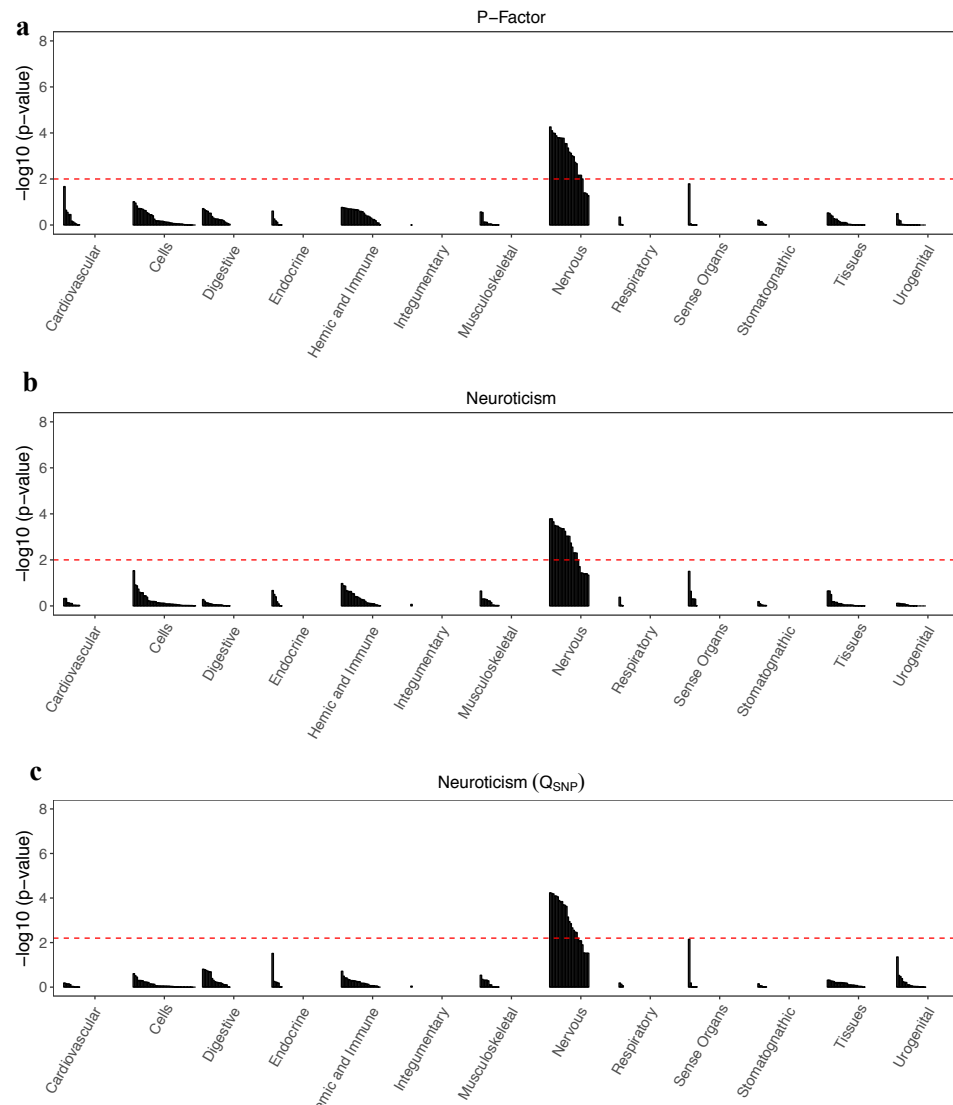 a
P−Factor
−log10 (p−value)
8
6
4
2
0
Cardiovascular
Cells
Digestive
Endocrine
Hemic and Immune
Integumentary
Musculoskeletal
Nervous
Respiratory
Sense Organs
Stomatognathic
Tissues
Urogenital
b
Neuroticism
−log10 (p−value)
8
6
4
2
0
Cardiovascular
Cells
Digestive
Endocrine
Hemic and Immune
Integumentary
Musculoskeletal
Nervous
Respiratory
Sense Organs
Stomatognathic
Tissues
Urogenital
c
Neuroticism (QSNP)
−log10 (p−value)
8
6
4
2
0
Cardiovascular
Cells
Digestive
Endocrine
emic and Immune
Integumentary
Musculoskeletal
Nervous
Respiratory
Sense Organs
Stomatognathic
Tissues
Urogenital